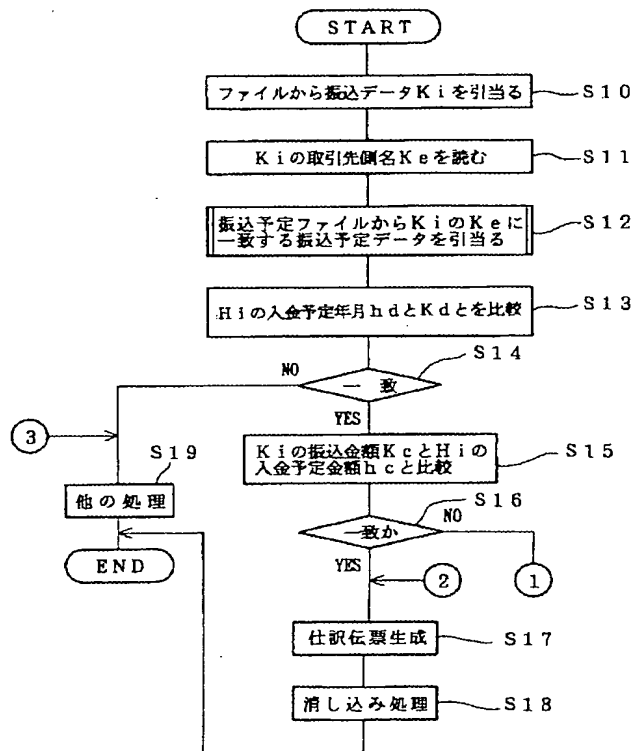 START
ファイルから振込データKiを引当る
S10
Kiの取引先側名Keを読む
S11
振込予定ファイルからKiのKeに
一致する振込予定データを引当る
S12
Hiの入金予定年月hdとKdとを比較
S13
S14
NO
一 致
YES
3
S19
Kiの振込金額KcとHiの
入金予定金額hcと比較
S15
他の処理
S16
一致か
NO
END
YES
2
1
仕訳伝票生成
S17
消し込み処理
S18